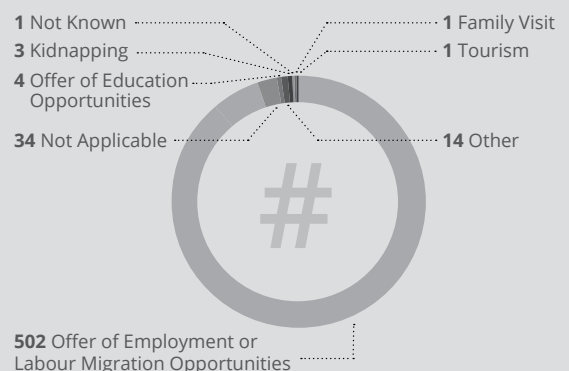 1 Not Known
3 Kidnapping
4 Offer of Education
Opportunities
34 Not Applicable
1 Family Visit
1 Tourism
14 Other
#
502 Offer of Employment or
Labour Migration Opportunities